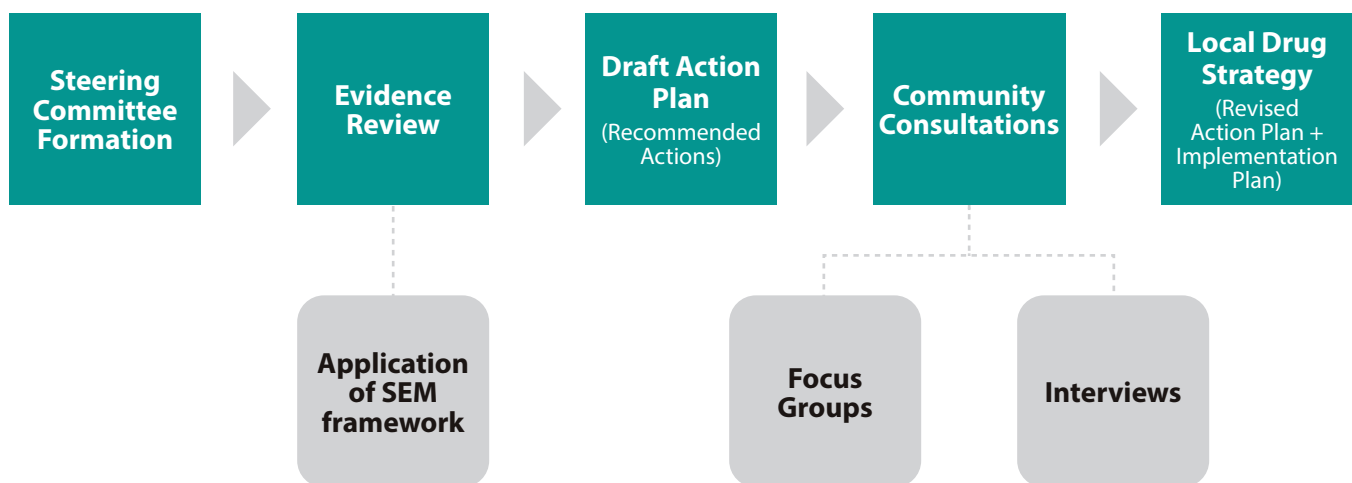 Steering
Committee
Formation
Evidence
Review
Draft Action
Plan
(Recommended
Actions)
Community
Consultations
Local Drug
Strategy
(Revised
Action Plan +
Implementation
Plan)
Application
of SEM
framework
Focus
Groups
Interviews